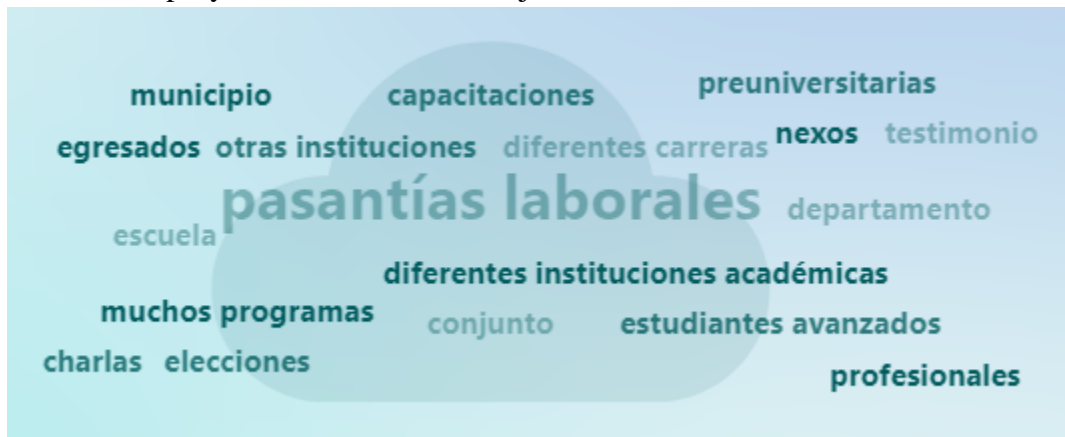 municipio capacitaciones preuniversitarias
egresados otras instituciones diferentes carreras nexos testimonio
pasantías laborales departamento
escuela
diferentes instituciones académicas
muchos programas conjunto estudiantes avanzados
charlas elecciones profesionales